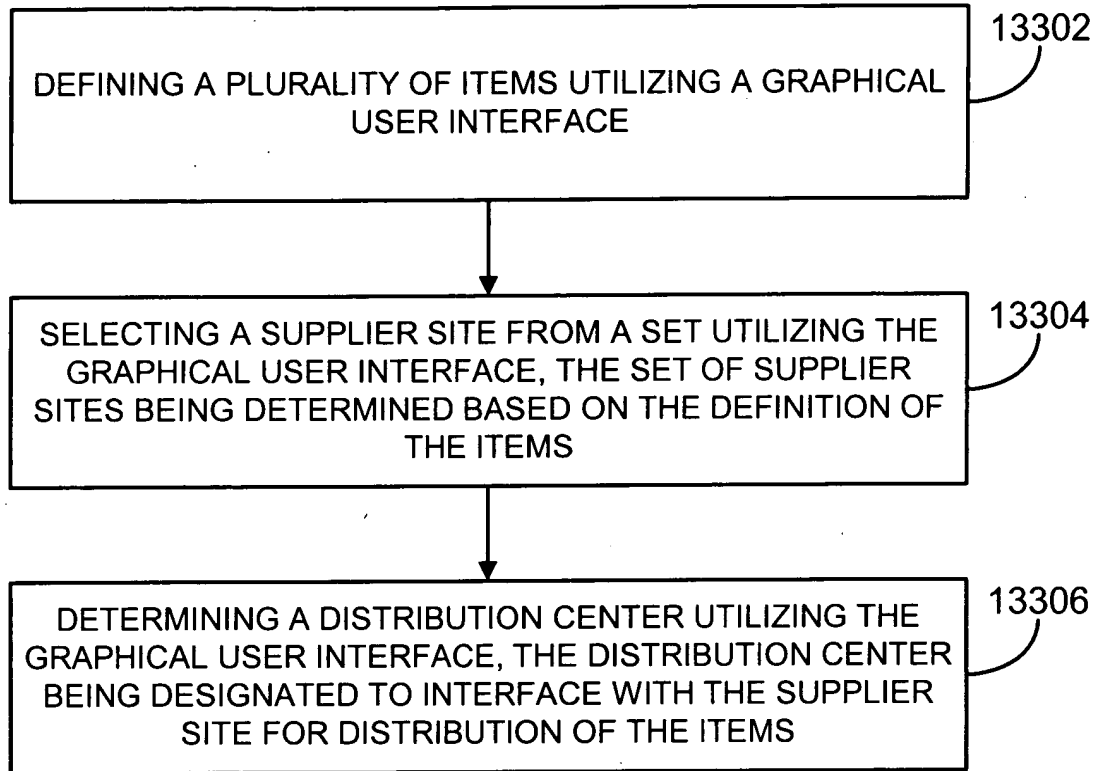 13302
DEFINING A PLURALITY OF ITEMS UTILIZING A GRAPHICAL
USER INTERFACE
13304
SELECTING A SUPPLIER SITE FROM A SET UTILIZING THE
GRAPHICAL USER INTERFACE, THE SET OF SUPPLIER
SITES BEING DETERMINED BASED ON THE DEFINITION OF
THE ITEMS
13306
DETERMINING A DISTRIBUTION CENTER UTILIZING THE
GRAPHICAL USER INTERFACE, THE DISTRIBUTION CENTER
BEING DESIGNATED TO INTERFACE WITH THE SUPPLIER
SITE FOR DISTRIBUTION OF THE ITEMS